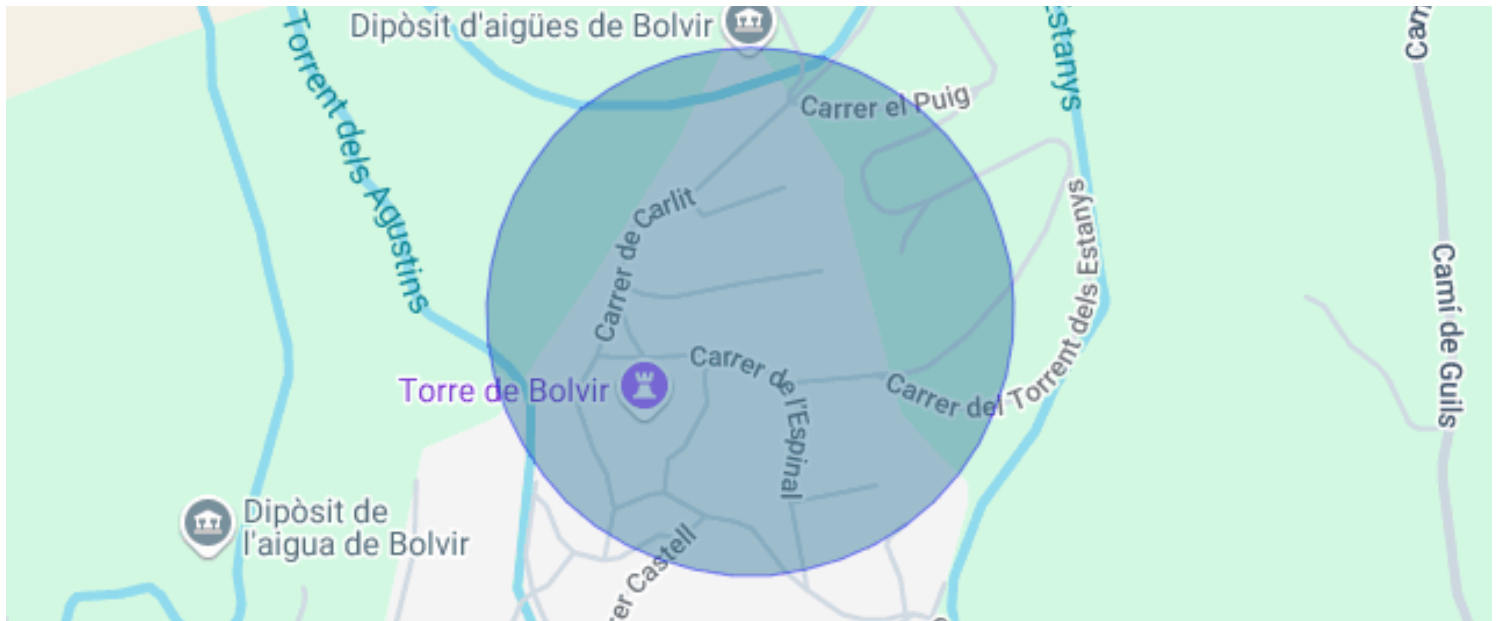 Dipòsit d'aigües de Bolvir
Torrent dels Agustins
Estanys
Carrer el Puig
Carrer de Carlit
Carrer del Torrent dels Estanys
Camí de Guils
Carrer de l'Espinal
Torre de Bolvir
Dipòsit de
l'aigua de Bolvir
rer Castell